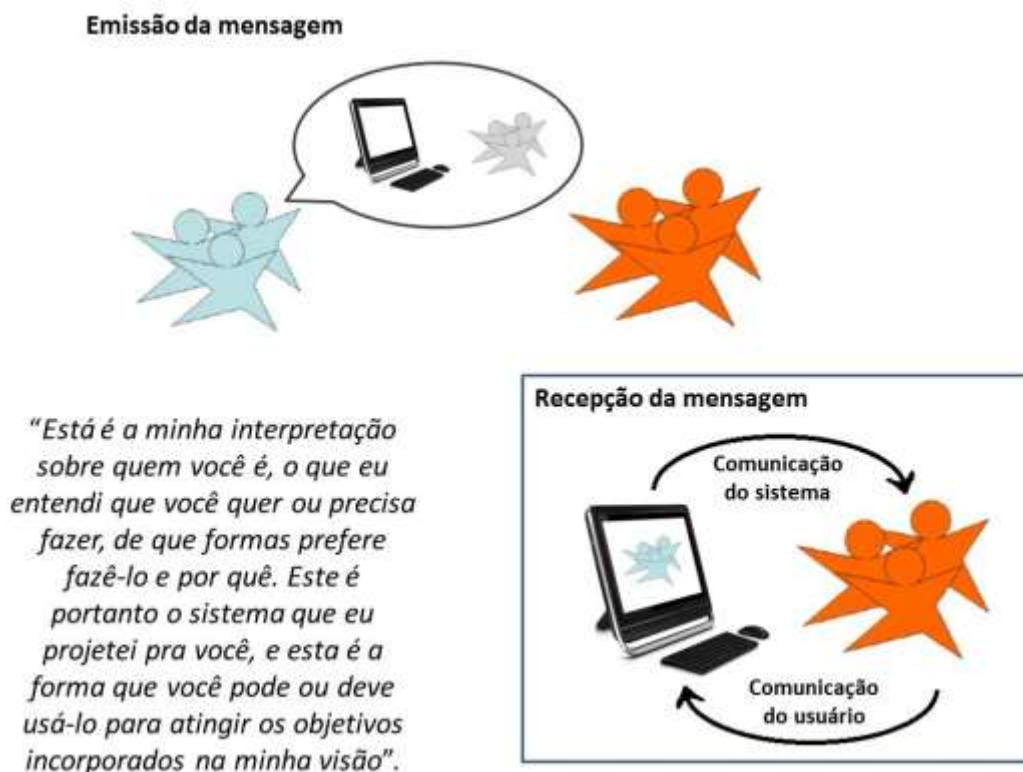 Emissão da mensagem
“Está é a minha interpretação
sobre quem você é, o que eu
entendi que você quer ou precisa
fazer, de que formas prefere
fazê-lo e por quê. Este é
portanto o sistema que eu
projetei pra você, e esta é a
forma que você pode ou deve
usá-lo para atingir os objetivos
incorporados na minha visão”.
Recepção da mensagem
Comunicação
do sistema
Comunicação
do usuário